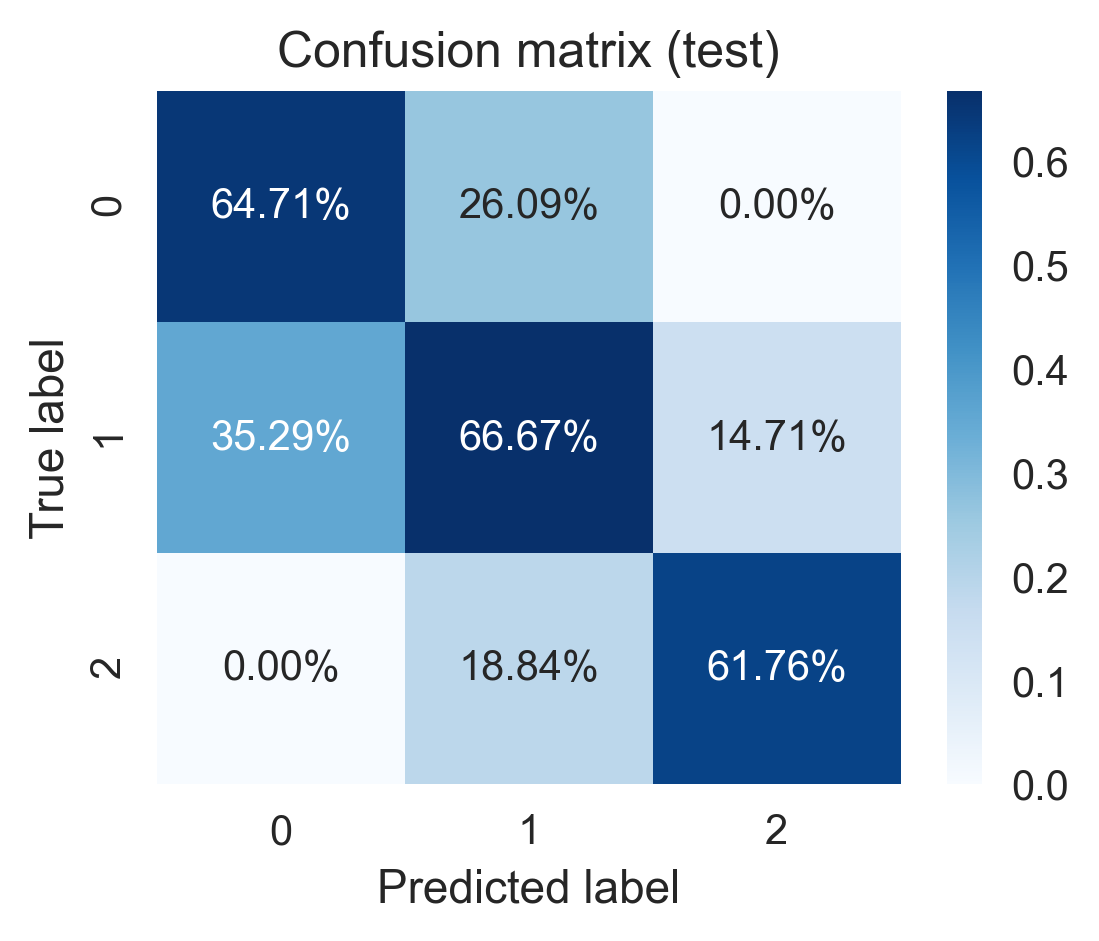 Confusion matrix (test)
0 64.71% 26.09% 0.00%
1 35.29% 66.67% 14.71%
2 0.00% 18.84% 61.76%
0 1 2
True label
Predicted label
0.6
0.5
0.4
0.3
0.2
0.1
0.0